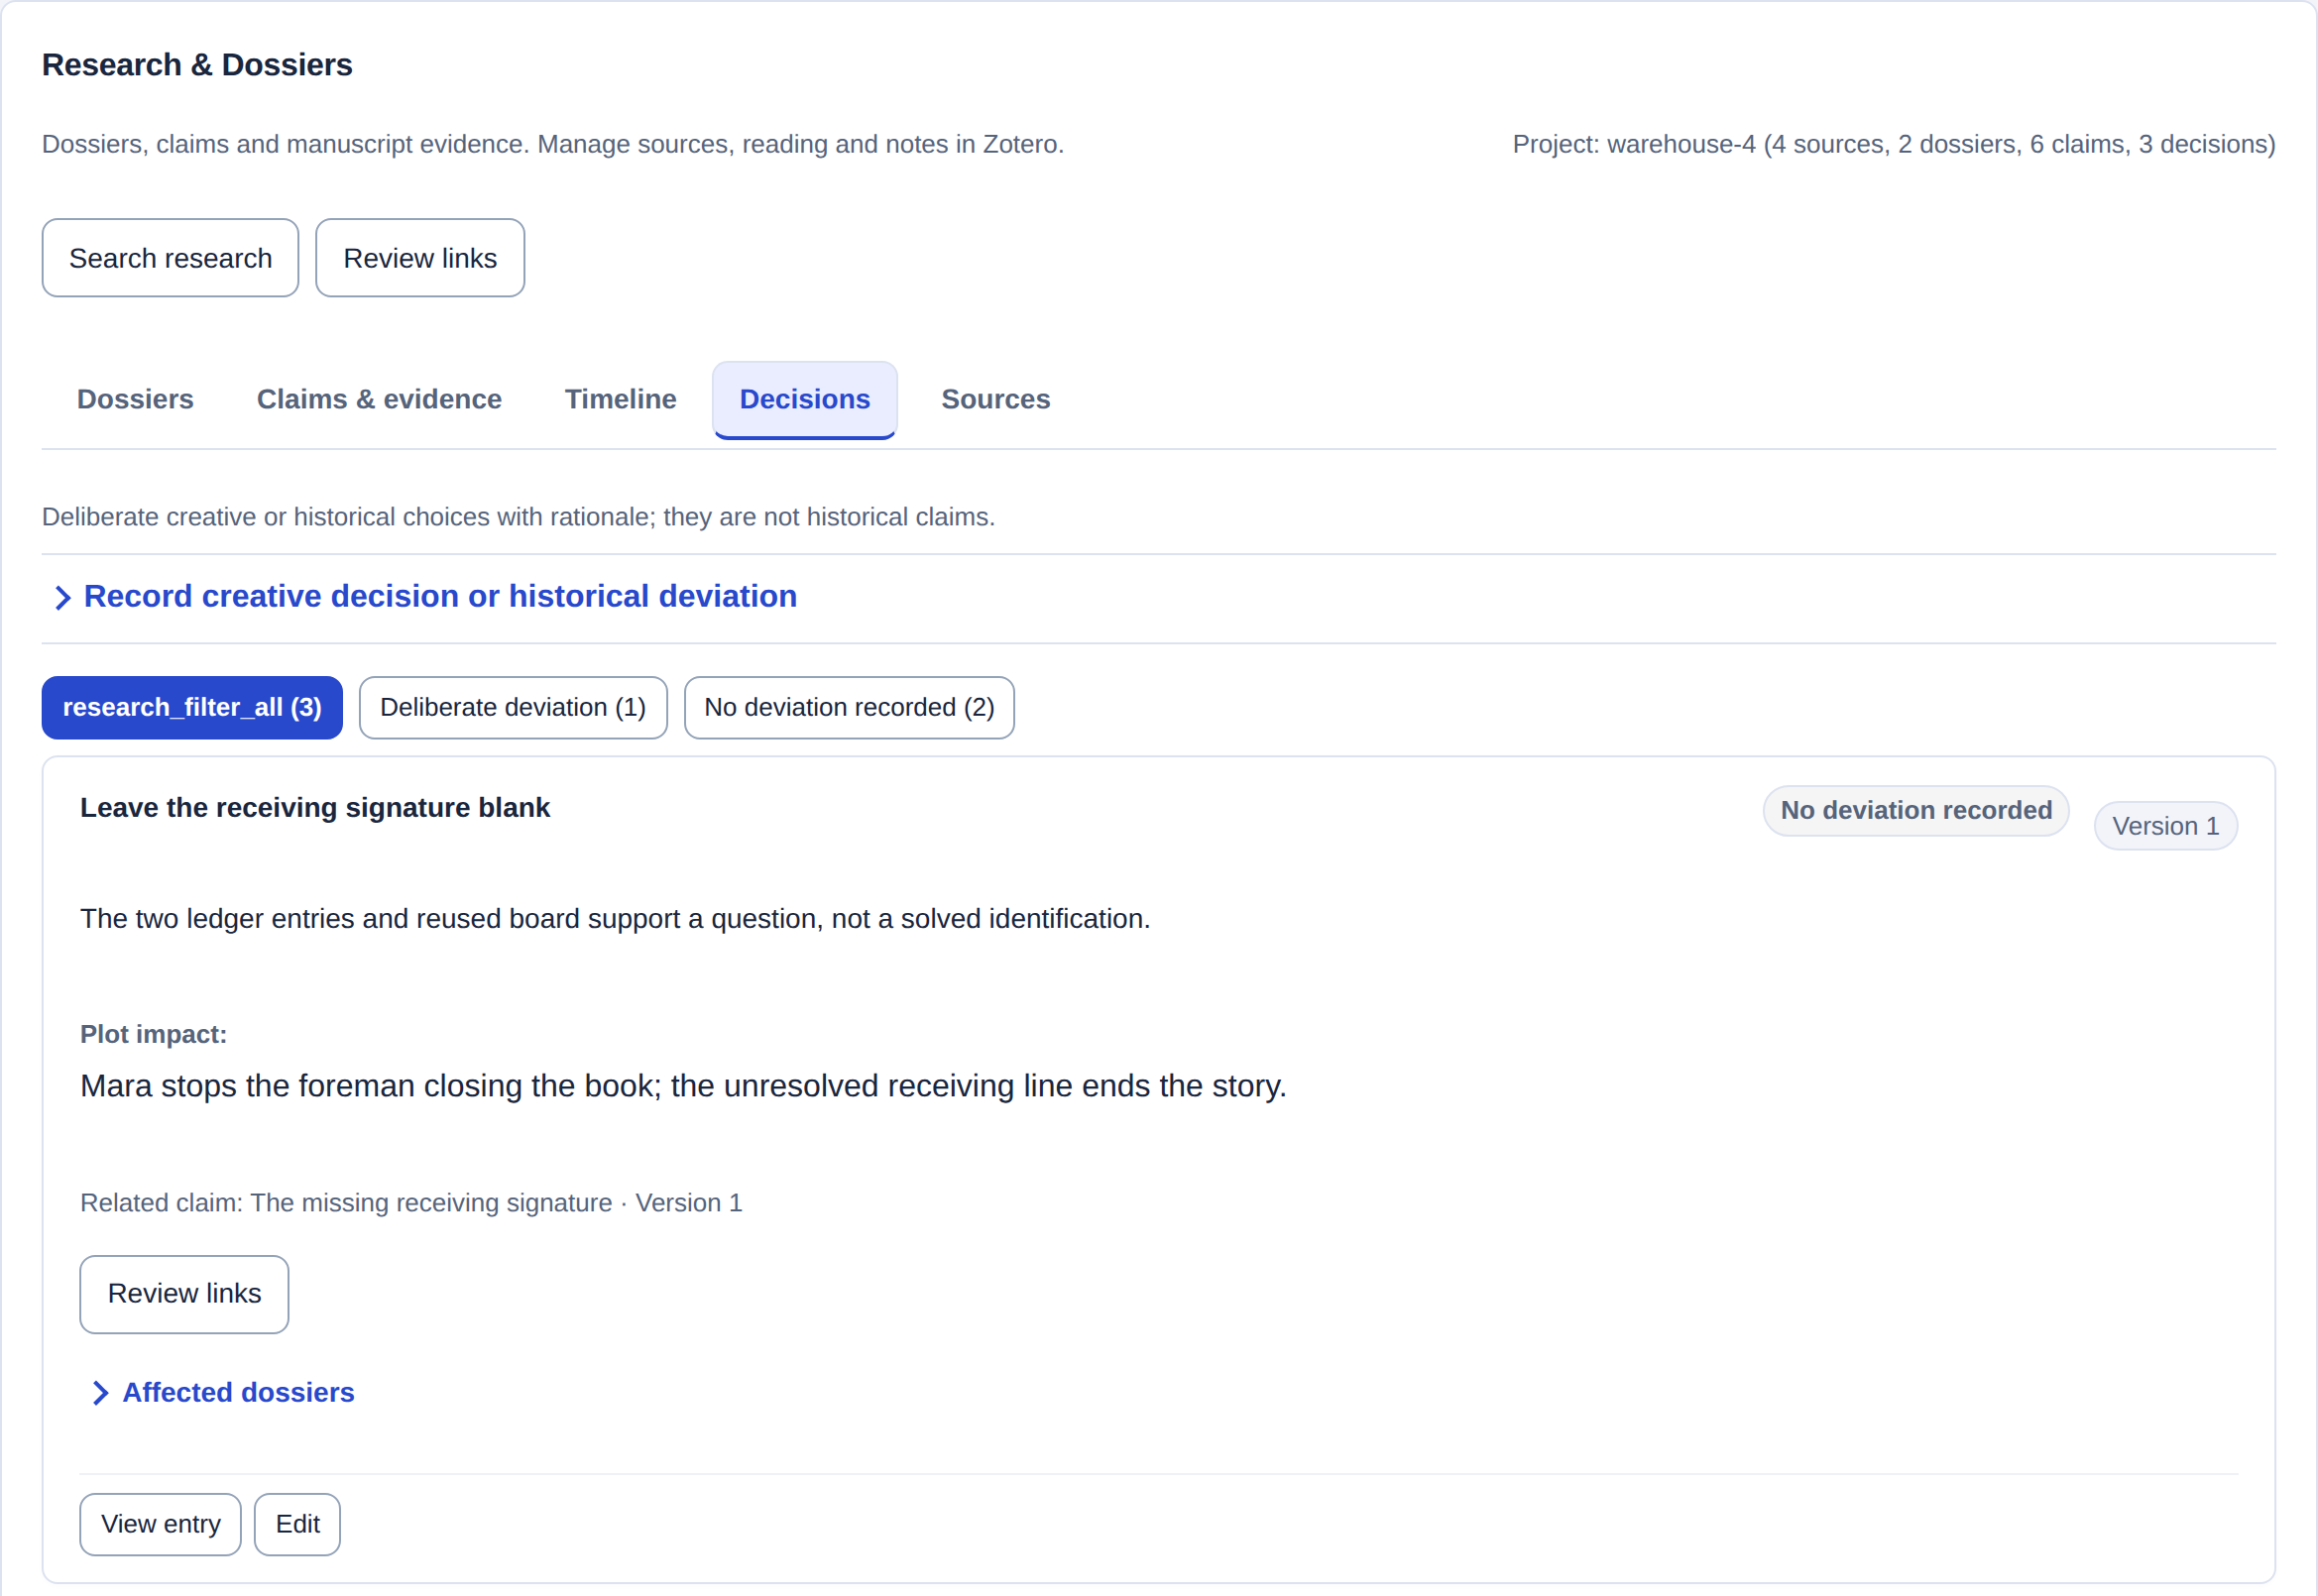 Research & Dossiers
Dossiers, claims and manuscript evidence. Manage sources, reading and notes in Zotero.
Project: warehouse-4 (4 sources, 2 dossiers, 6 claims, 3 decisions)
Search research
Review links
Dossiers
Claims & evidence
Timeline
Decisions
Sources
Deliberate creative or historical choices with rationale; they are not historical claims.
Record creative decision or historical deviation
research_filter_all (3)
Deliberate deviation (1)
No deviation recorded (2)
Leave the receiving signature blank
No deviation recorded
Version 1
The two ledger entries and reused board support a question, not a solved identification.
Plot impact:
Mara stops the foreman closing the book; the unresolved receiving line ends the story.
Related claim: The missing receiving signature · Version 1
Review links
Affected dossiers
View entry
Edit